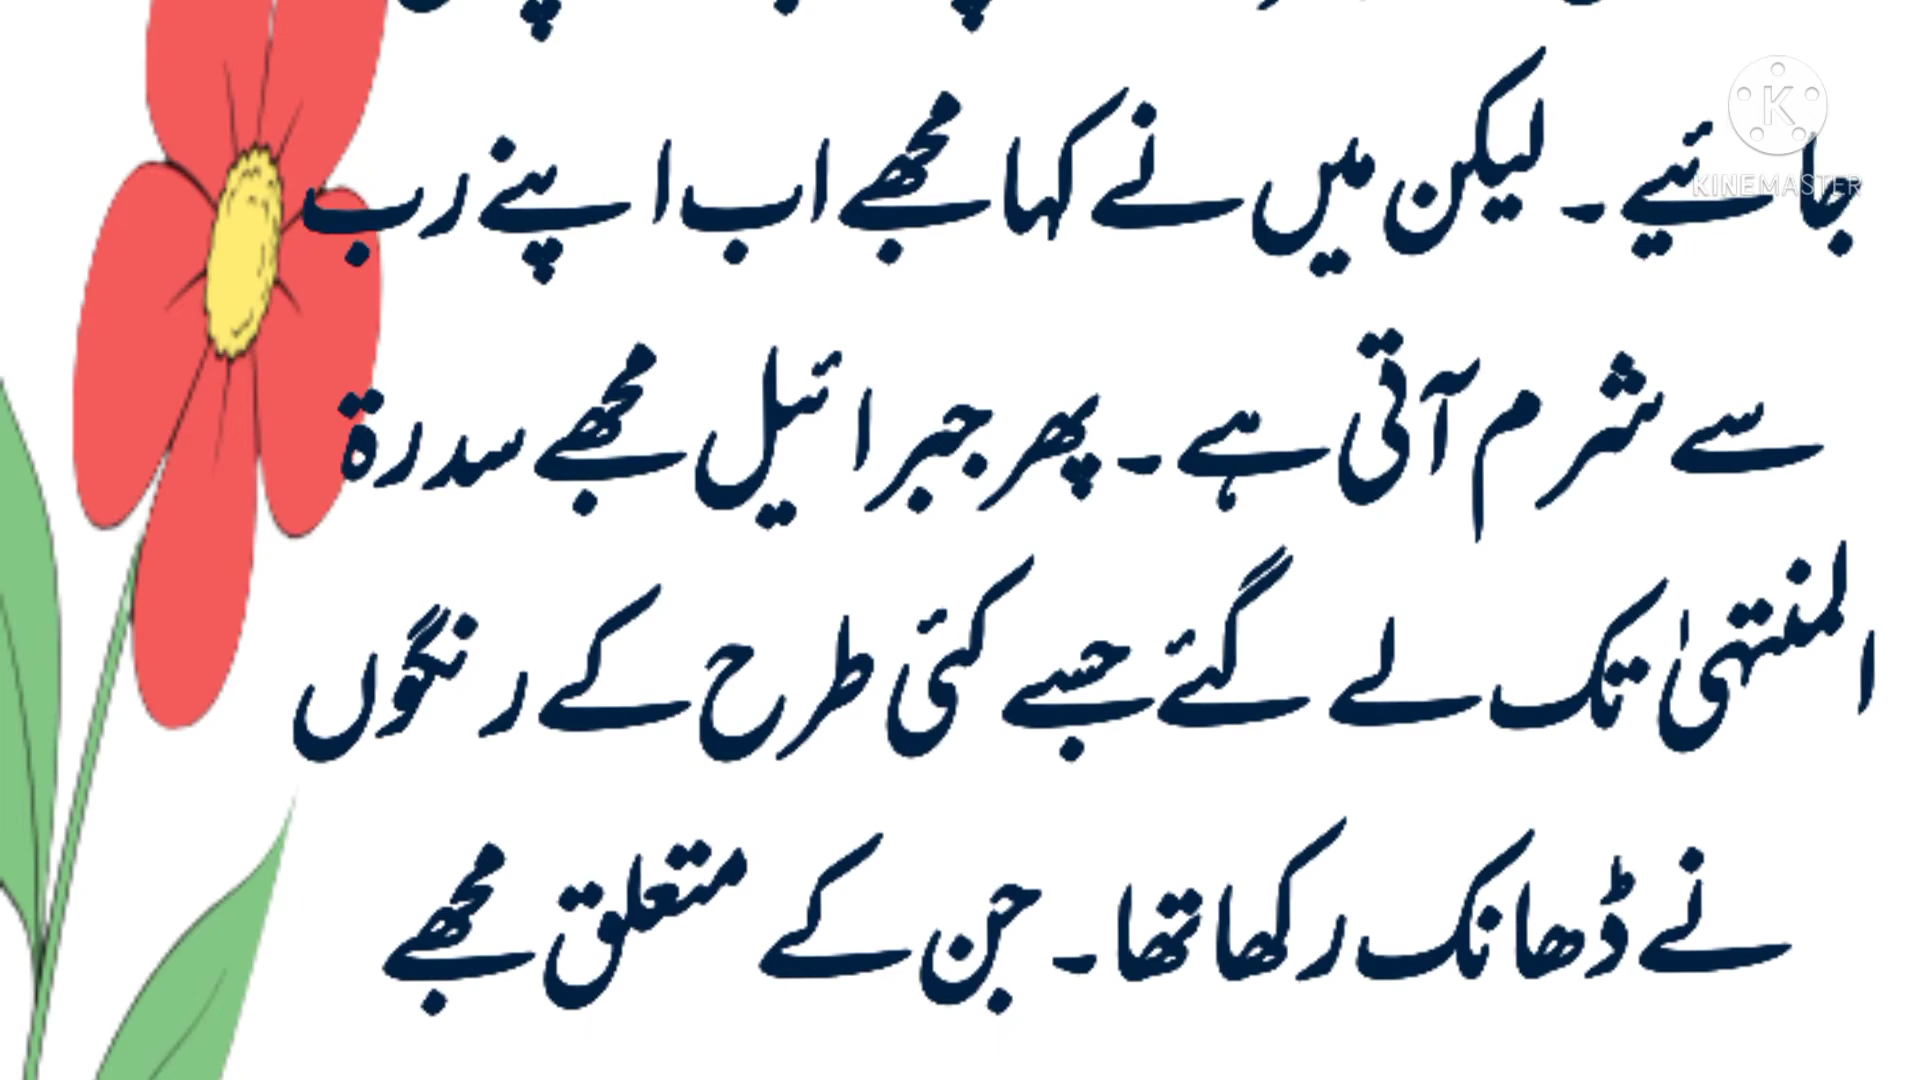 جائیے۔ لیکن میں نے کہا مجھے اب اپنے رب
KINEMASTER
سے شرم آتی ہے۔ پھر جبرائیل مجھے سدرۃ
المنتہیٰ تک لے گئے جسے کئی طرح کے رنگوں
نے ڈھانک رکھا تھا۔ جن کے متعلق مجھے